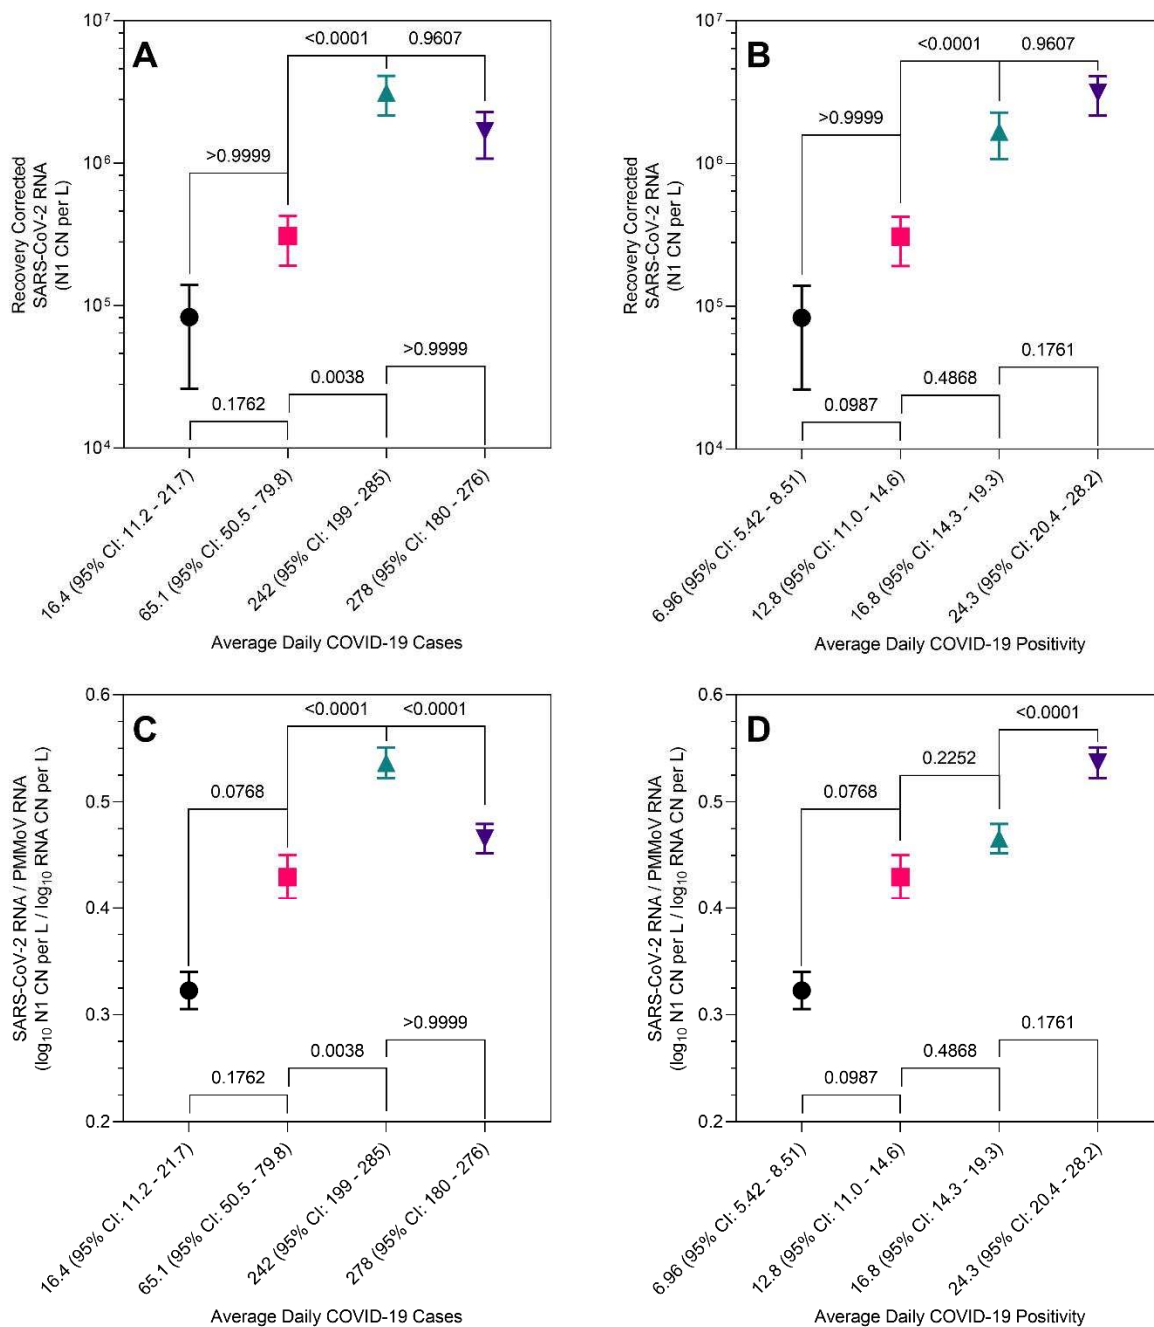 A
10⁷
10⁶
10⁵
10⁴
Recovery Corrected
SARS-CoV-2 RNA
(N1 CN per L)
<0.0001
0.9607
>0.9999
>0.9999
0.0038
0.1762
16.4 (95% CI: 11.2 - 21.7)
65.1 (95% CI: 50.5 - 79.8)
242 (95% CI: 199 - 285)
278 (95% CI: 180 - 276)
Average Daily COVID-19 Cases
B
10⁷
10⁶
10⁵
10⁴
Recovery Corrected
SARS-CoV-2 RNA
(N1 CN per L)
<0.0001
0.9607
>0.9999
0.1761
0.4868
0.0987
6.96 (95% CI: 5.42 - 8.51)
12.8 (95% CI: 11.0 - 14.6)
16.8 (95% CI: 14.3 - 19.3)
24.3 (95% CI: 20.4 - 28.2)
Average Daily COVID-19 Positivity
C
0.6
0.5
0.4
0.3
0.2
SARS-CoV-2 RNA / PMMoV RNA
(log₁₀ N1 CN per L / log₁₀ RNA CN per L)
<0.0001
<0.0001
0.0768
>0.9999
0.0038
0.1762
16.4 (95% CI: 11.2 - 21.7)
65.1 (95% CI: 50.5 - 79.8)
242 (95% CI: 199 - 285)
278 (95% CI: 180 - 276)
Average Daily COVID-19 Cases
D
0.6
0.5
0.4
0.3
0.2
SARS-CoV-2 RNA / PMMoV RNA
(log₁₀ N1 CN per L / log₁₀ RNA CN per L)
<0.0001
0.2252
0.0768
0.1761
0.4868
0.0987
6.96 (95% CI: 5.42 - 8.51)
12.8 (95% CI: 11.0 - 14.6)
16.8 (95% CI: 14.3 - 19.3)
24.3 (95% CI: 20.4 - 28.2)
Average Daily COVID-19 Positivity